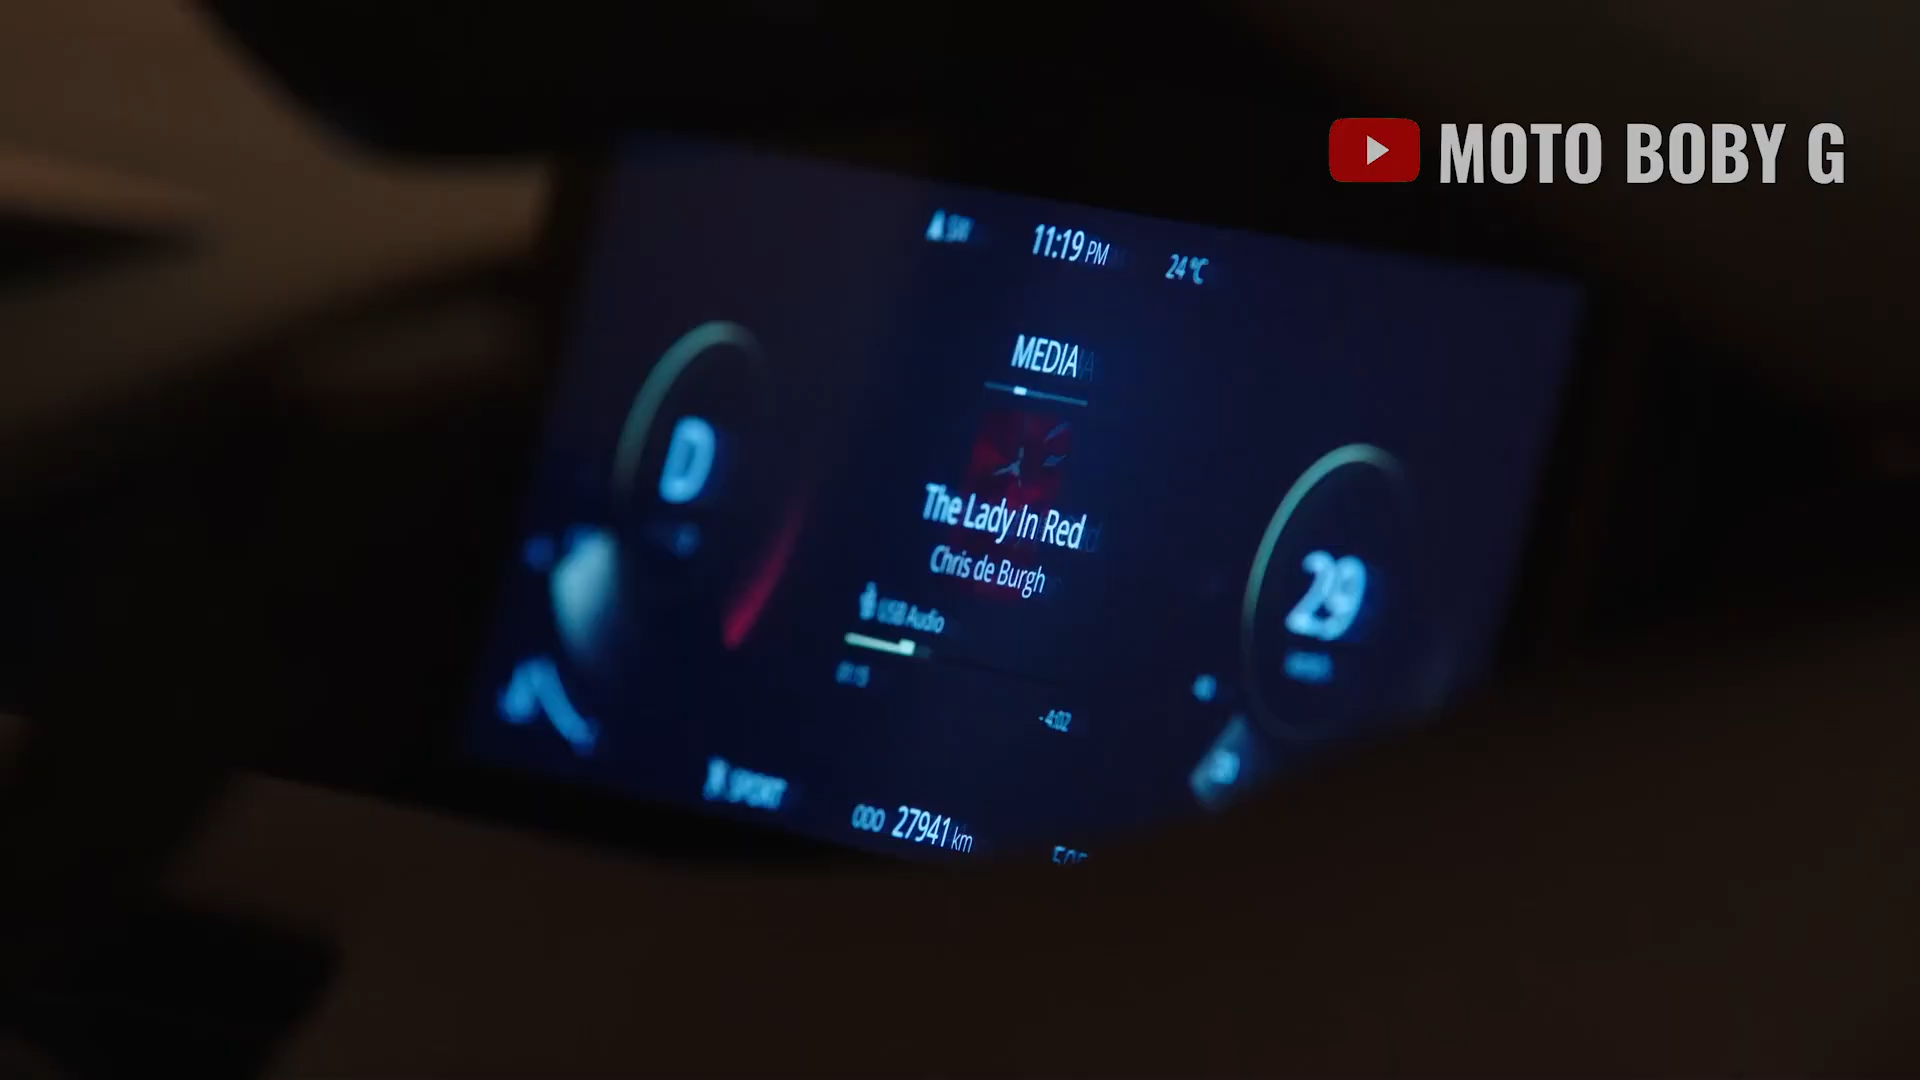 MOTO BOBY G
SW
11:19 PM
24 °C
MEDIA
D
The Lady In Red
Chris de Burgh
USB Audio
29
-4:02
SPORT
ODO 27941 km